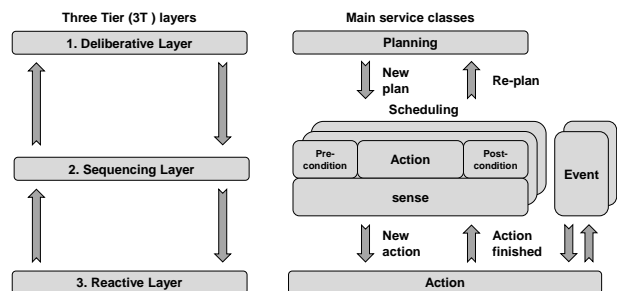 Three Tier (3T ) layers
1. Deliberative Layer
2. Sequencing Layer
3. Reactive Layer
Main service classes
Planning
New
plan
Re-plan
Scheduling
Pre-
condition
Action
Post-
condition
sense
Event
New
action
Action
finished
Action